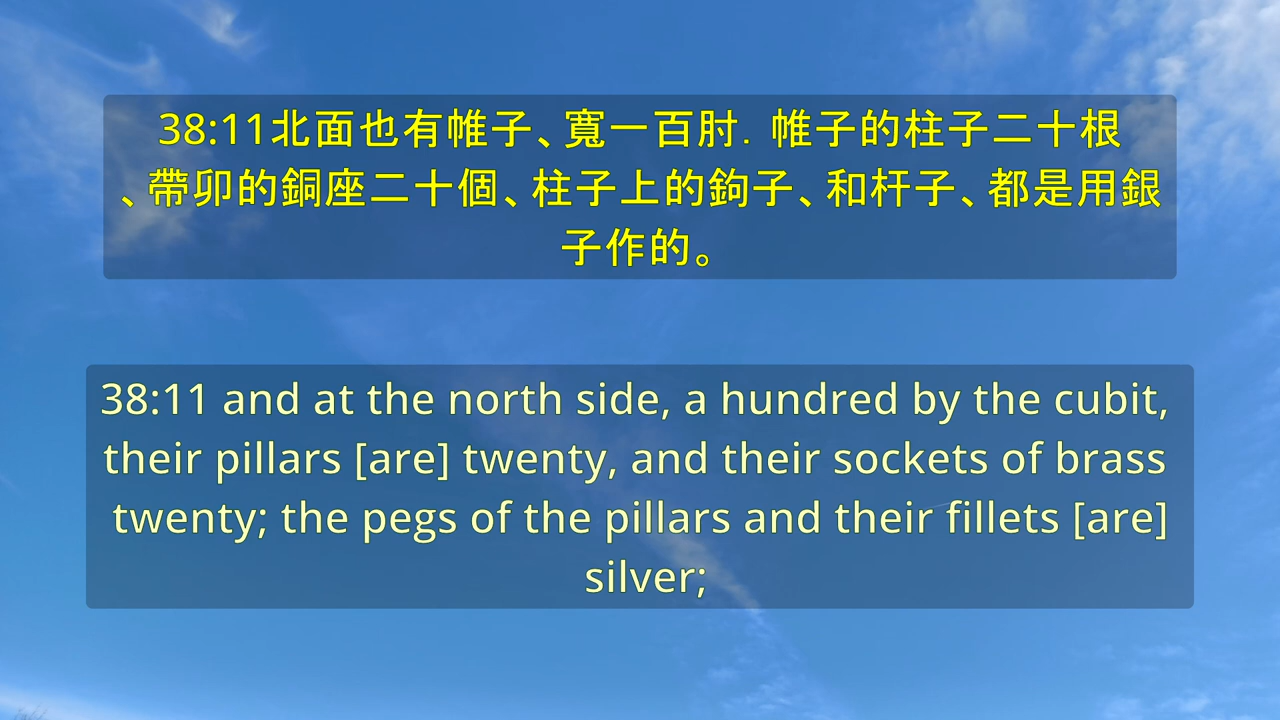 38:11北面也有帷子、寬一百肘．帷子的柱子二十根
、帶卯的銅座二十個、柱子上的鉤子、和杆子、都是用銀
子作的。
38:11 and at the north side, a hundred by the cubit,
their pillars [are] twenty, and their sockets of brass
twenty; the pegs of the pillars and their fillets [are]
silver;